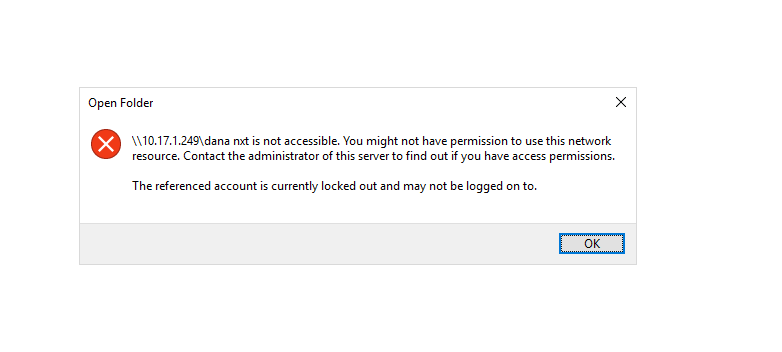 Open Folder
\\10.17.1.249\dana nxt is not accessible. You might not have permission to use this network
resource. Contact the administrator of this server to find out if you have access permissions.
The referenced account is currently locked out and may not be logged on to.
OK